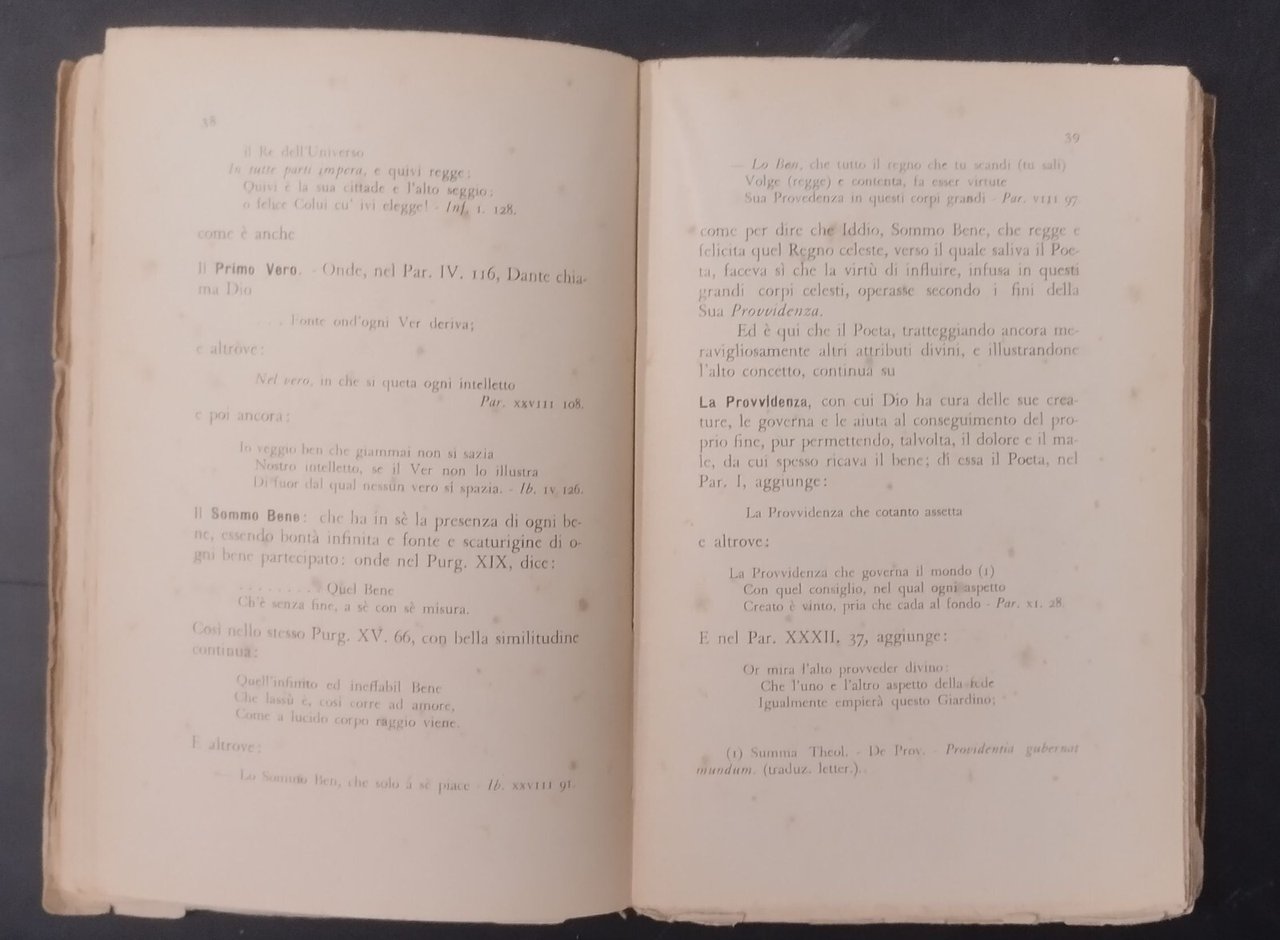 38
il Re dell'Universo
In tutte parti impera, e quivi regge;
Quivi è la sua cittade e l'alto seggio;
o felice Colui cu' ivi elegge! - Inf. I. 128.
come è anche
Il Primo Vero. - Onde, nel Par. IV. 116, Dante chia-
ma Dio
. . . Fonte ond'ogni Ver deriva;
e altrove:
Nel vero, in che si queta ogni intelletto
Par. XXVIII 108.
e poi ancora:
Io veggio ben che giammai non si sazia
Nostro intelletto, se il Ver non lo illustra
Di fuor dal qual nessun vero si spazia. - Ib. IV 126.
Il Sommo Bene: che ha in sè la presenza di ogni be-
ne, essendo bontà infinita e fonte e scaturigine di o-
gni bene partecipato: onde nel Purg. XIX, dice:
. . . . . . . . Quel Bene
Ch'è senza fine, a sè con sè misura.
Così nello stesso Purg. XV. 66, con bella similitudine
continua:
Quell'infinito ed ineffabil Bene
Che lassù è, così corre ad amore,
Come a lucido corpo raggio viene.
E altrove:
— Lo Sommo Ben, che solo a sè piace - Ib. XXVIII 91.
39
— Lo Ben, che tutto il regno che tu scandi (tu sali)
Volge (regge) e contenta, fa esser virtute
Sua Provedenza in questi corpi grandi - Par. VIII 97
come per dire che Iddio, Sommo Bene, che regge e
felicita quel Regno celeste, verso il quale saliva il Poe-
ta, faceva sì che la virtù di influire, infusa in questi
grandi corpi celesti, operasse secondo i fini della
Sua Provvidenza.
Ed è qui che il Poeta, tratteggiando ancora me-
ravigliosamente altri attributi divini, e illustrandone
l'alto concetto, continua su
La Provvidenza, con cui Dio ha cura delle sue crea-
ture, le governa e le aiuta al conseguimento del pro-
prio fine, pur permettendo, talvolta, il dolore e il ma-
le, da cui spesso ricava il bene; di essa il Poeta, nel
Par. I, aggiunge:
La Provvidenza che cotanto assetta
e altrove:
La Provvidenza che governa il mondo (1)
Con quel consiglio, nel qual ogni aspetto
Creato è vinto, pria che cada al fondo - Par. XI. 28.
E nel Par. XXXII. 37, aggiunge:
Or mira l'alto provveder divino:
Che l'uno e l'altro aspetto della fede
Igualmente empierà questo Giardino;
(1) Summa Theol. - De Prov. - Providentia gubernat
mundum. (traduz. letter.).